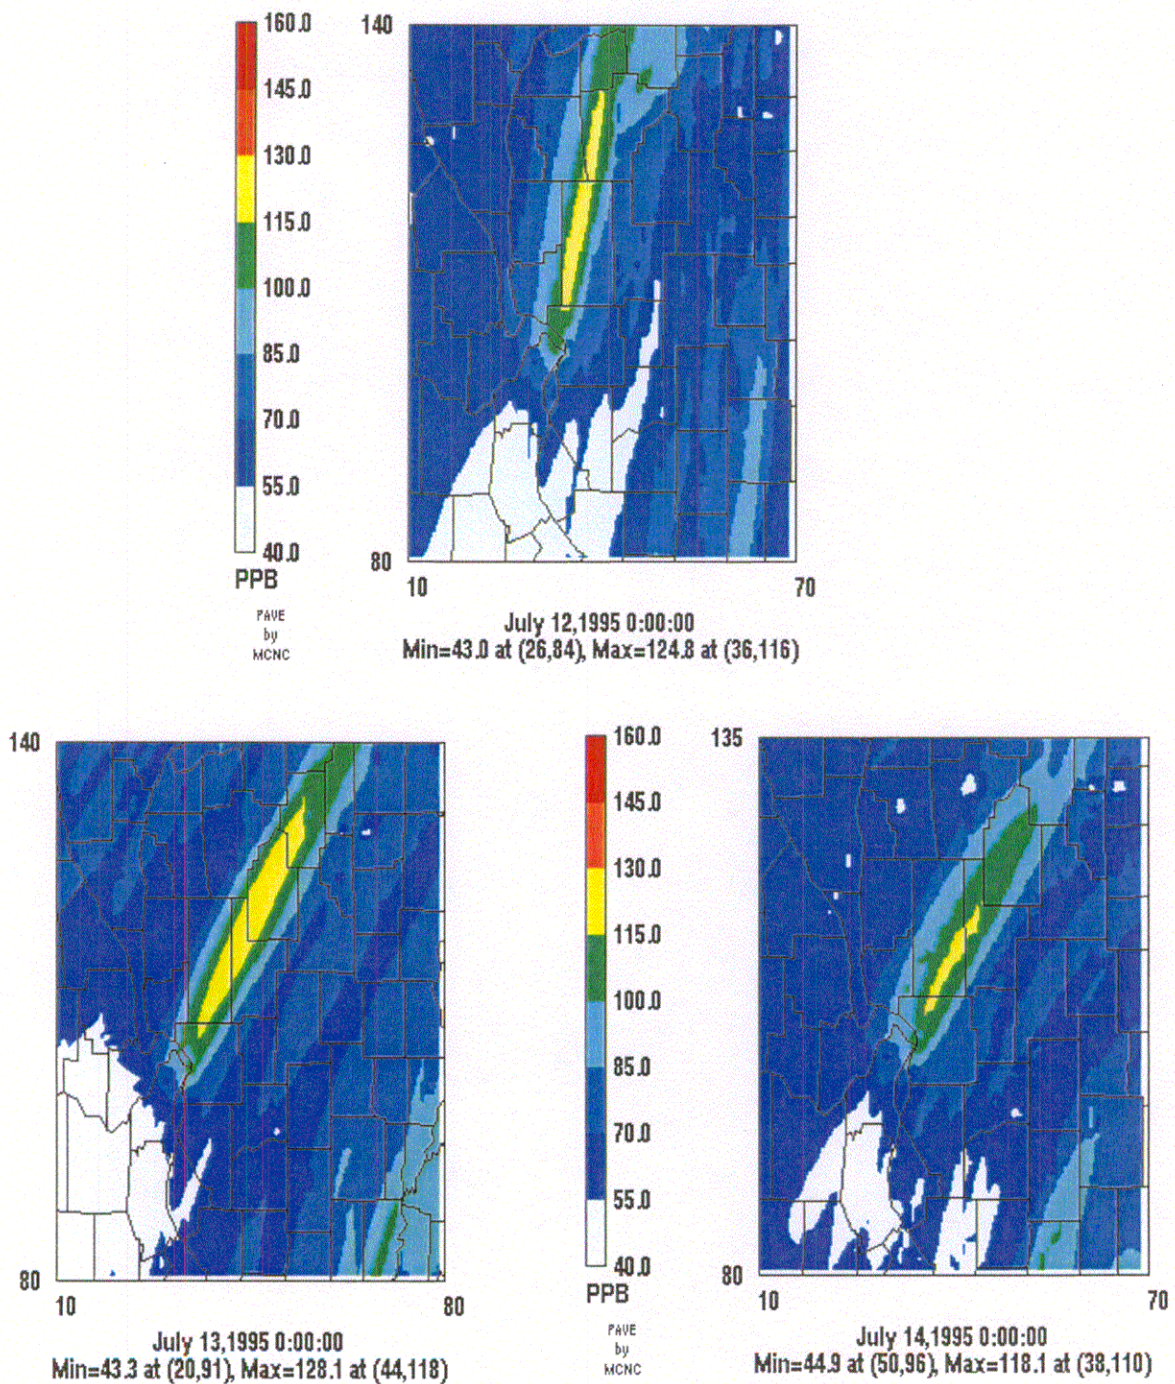 160.0
145.0
130.0
115.0
100.0
85.0
70.0
55.0
40.0
PPB
PAVE
by
MCNC
140
80
10 70
July 12,1995 0:00:00
Min=43.0 at (26,84), Max=124.8 at (36,116)
140
80
10 80
July 13,1995 0:00:00
Min=43.3 at (20,91), Max=128.1 at (44,118)
160.0
145.0
130.0
115.0
100.0
85.0
70.0
55.0
40.0
PPB
PAVE
by
MCNC
135
80
10 70
July 14,1995 0:00:00
Min=44.9 at (50,96), Max=118.1 at (38,110)